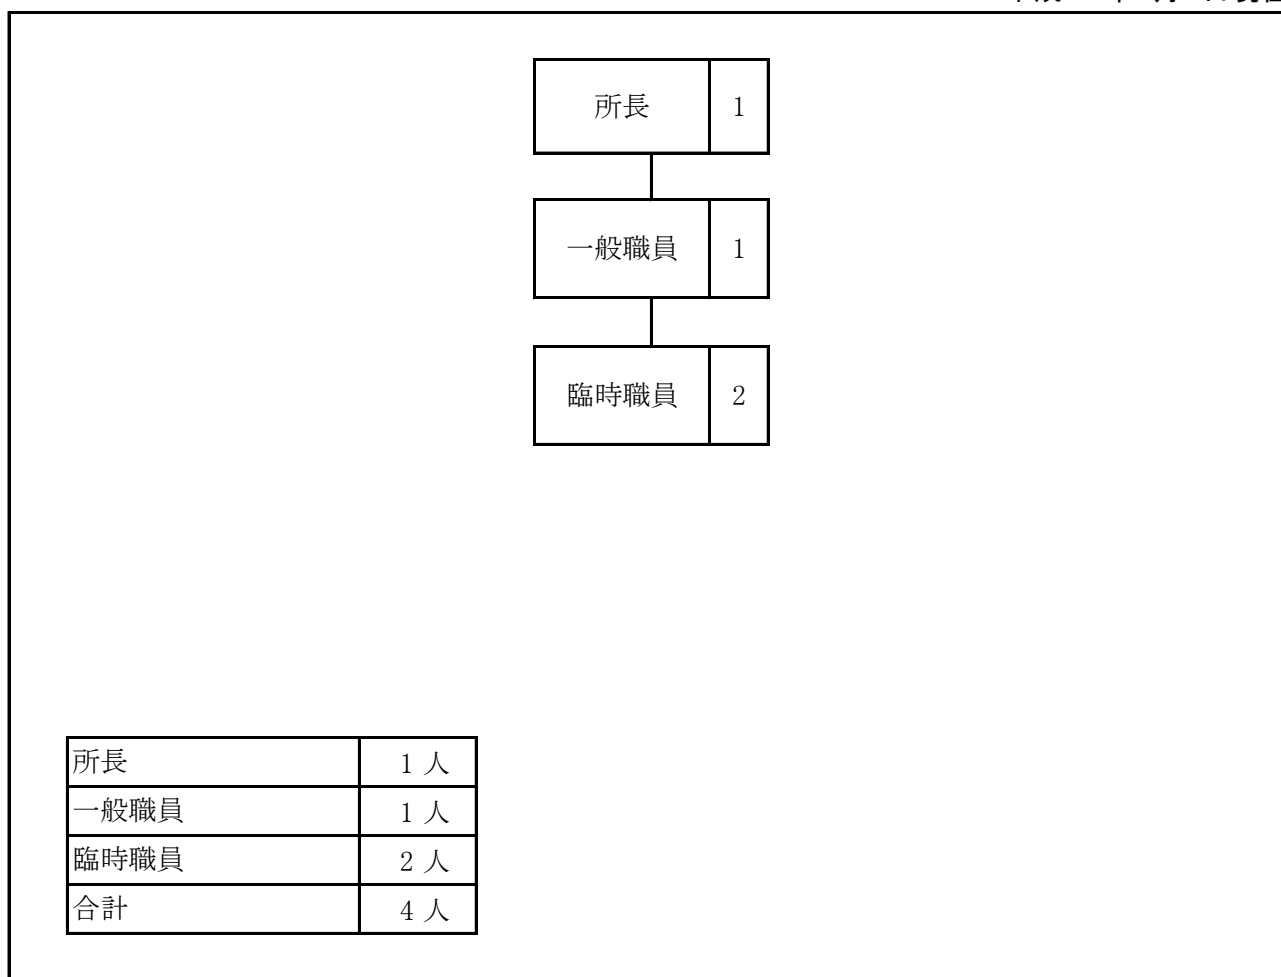 所長 1
一般職員 1
臨時職員 2
所長 1 人
一般職員 1 人
臨時職員 2 人
合計 4 人